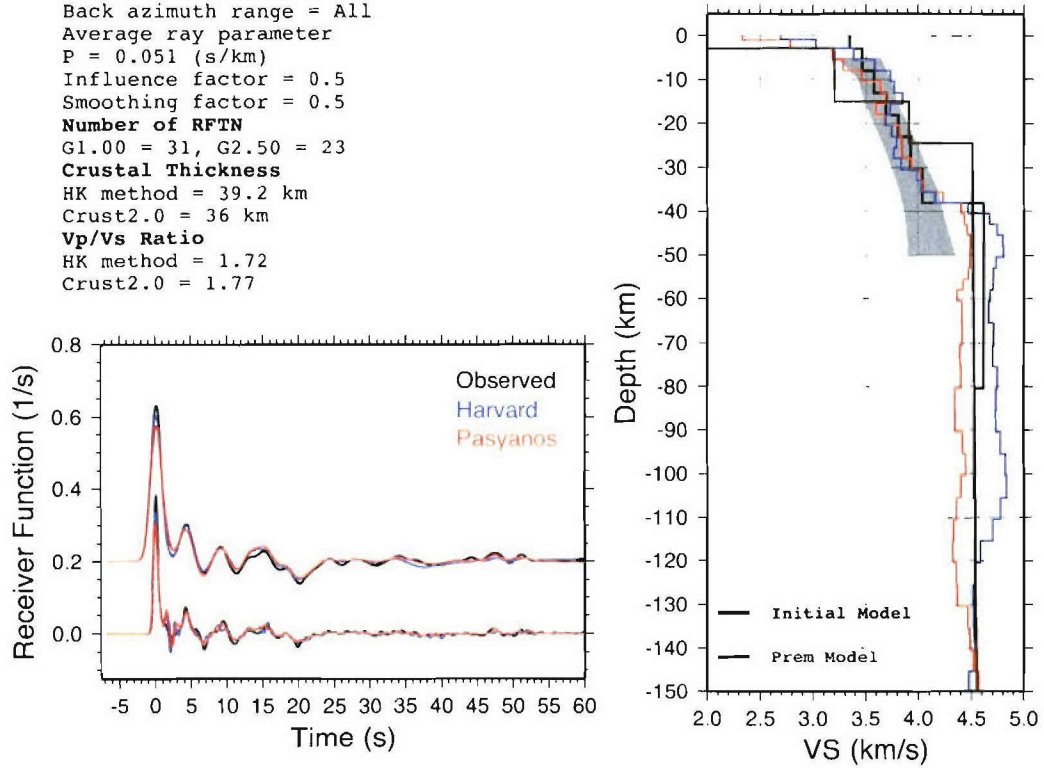 Back azimuth range = All
Average ray parameter
P = 0.051 (s/km)
Influence factor = 0.5
Smoothing factor = 0.5
Number of RFTN
G1.00 = 31, G2.50 = 23
Crustal Thickness
HK method = 39.2 km
Crust2.0 = 36 km
Vp/Vs Ratio
HK method = 1.72
Crust2.0 = 1.77
Receiver Function (1/s)
0.8
0.6
0.4
0.2
0.0
Observed
Harvard
Pasyanos
-5 0 5 10 15 20 25 30 35 40 45 50 55 60
Time (s)
Depth (km)
0
-10
-20
-30
-40
-50
-60
-70
-80
-90
-100
-110
-120
-130
-140
-150
Initial Model
Prem Model
2.0 2.5 3.0 3.5 4.0 4.5 5.0
VS (km/s)